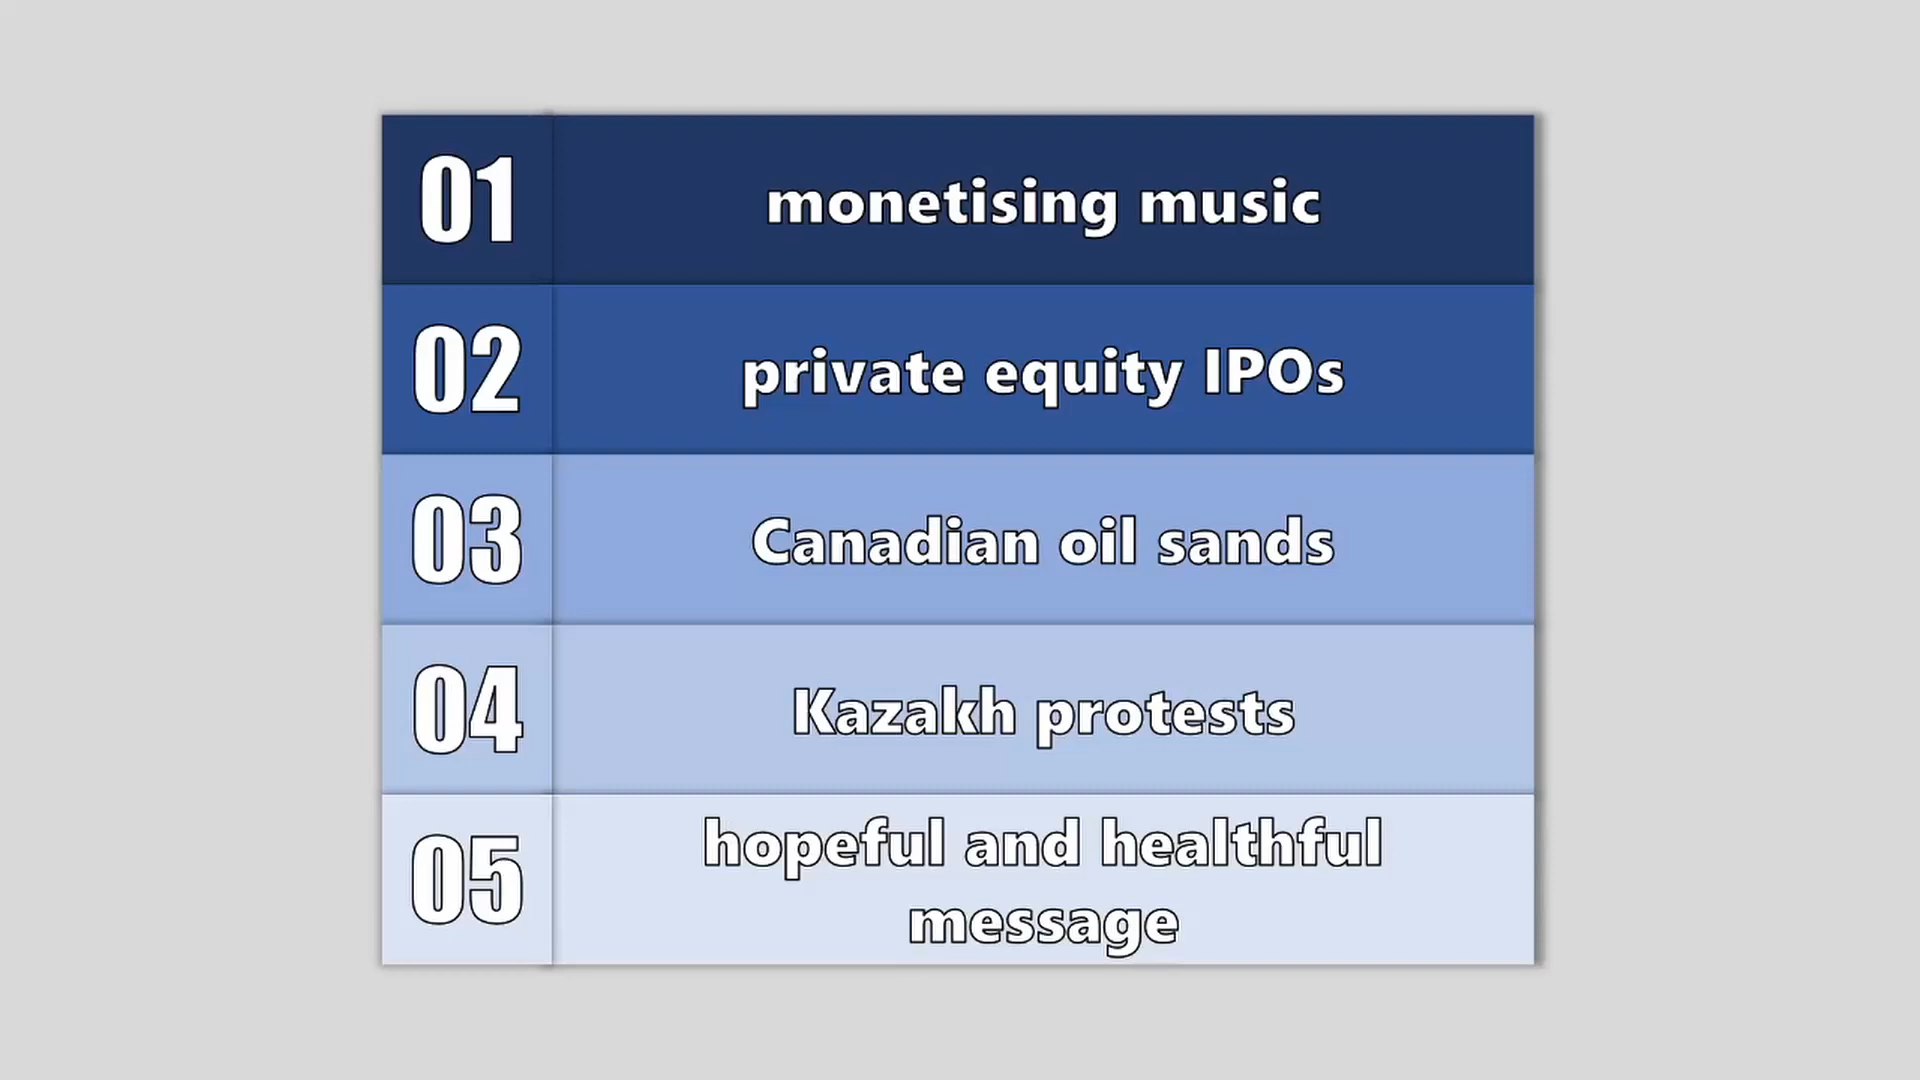 01 monetising music
02 private equity IPOs
03 Canadian oil sands
04 Kazakh protests
05 hopeful and healthful
message